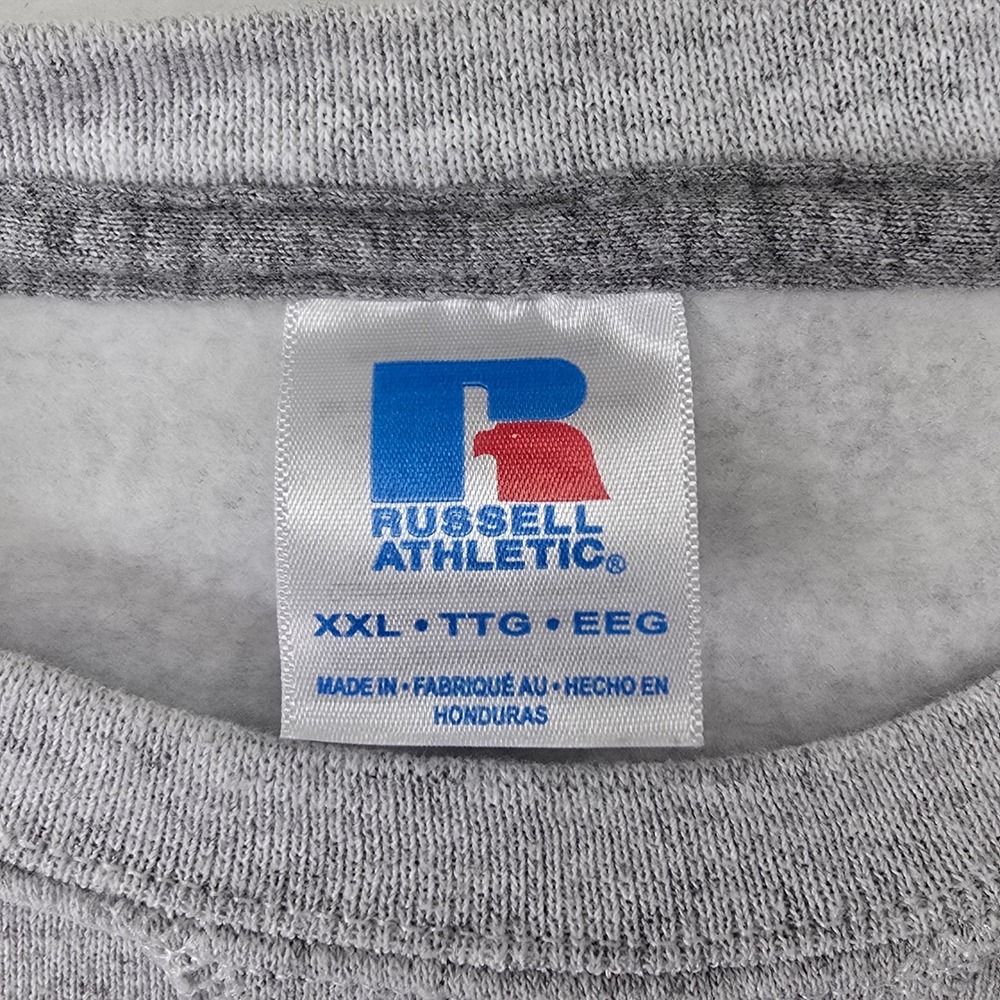 R
RUSSELL
ATHLETIC®
XXL • TTG • EEG
MADE IN • FABRIQUÉ AU • HECHO EN
HONDURAS